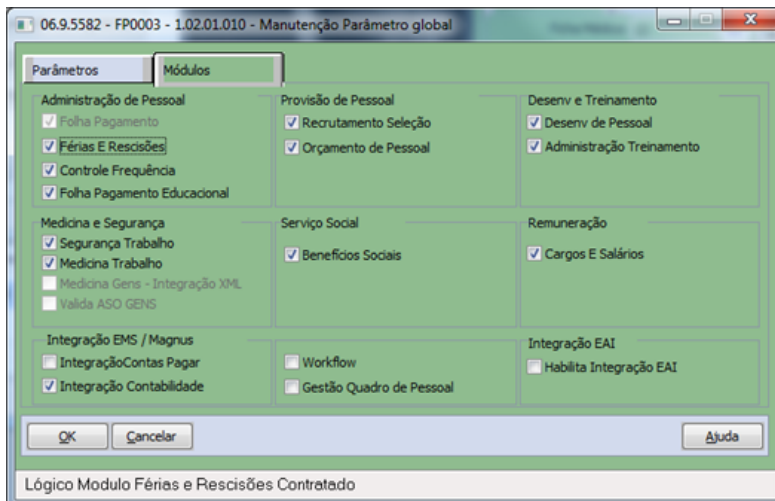 06.9.5582 - FP0003 - 1.02.01.010 - Manutenção Parâmetro global
Parâmetros
Módulos
Administração de Pessoal
Folha Pagamento
Férias E Rescisões
Controle Frequência
Folha Pagamento Educacional
Provisão de Pessoal
Recrutamento Seleção
Orçamento de Pessoal
Desenv e Treinamento
Desenv de Pessoal
Administração Treinamento
Medicina e Segurança
Segurança Trabalho
Medicina Trabalho
Medicina Gens - Integração XML
Valida ASO GENS
Serviço Social
Benefícios Sociais
Remuneração
Cargos E Salários
Integração EMS / Magnus
IntegraçãoContas Pagar
Integração Contabilidade
Workflow
Gestão Quadro de Pessoal
Integração EAI
Habilita Integração EAI
OK
Cancelar
Ajuda
Lógico Modulo Férias e Rescisões Contratado